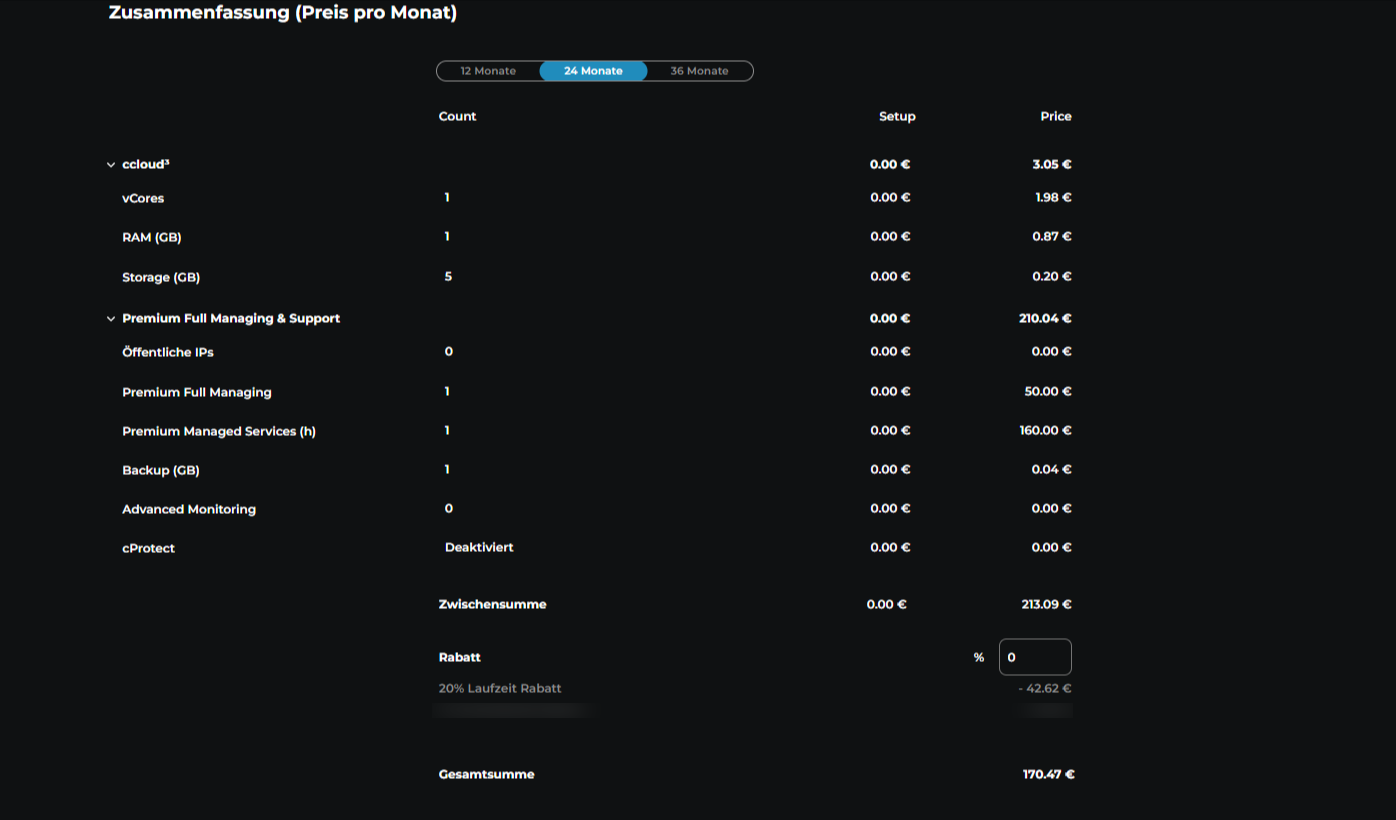 Zusammenfassung (Preis pro Monat)
12 Monate 24 Monate 36 Monate
Count Setup Price
ccloud³ 0.00 € 3.05 €
vCores 1 0.00 € 1.98 €
RAM (GB) 1 0.00 € 0.87 €
Storage (GB) 5 0.00 € 0.20 €
Premium Full Managing & Support 0.00 € 210.04 €
Öffentliche IPs 0 0.00 € 0.00 €
Premium Full Managing 1 0.00 € 50.00 €
Premium Managed Services (h) 1 0.00 € 160.00 €
Backup (GB) 1 0.00 € 0.04 €
Advanced Monitoring 0 0.00 € 0.00 €
cProtect Deaktiviert 0.00 € 0.00 €
Zwischensumme 0.00 € 213.09 €
Rabatt % 0
20% Laufzeit Rabatt - 42.62 €
Gesamtsumme 170.47 €